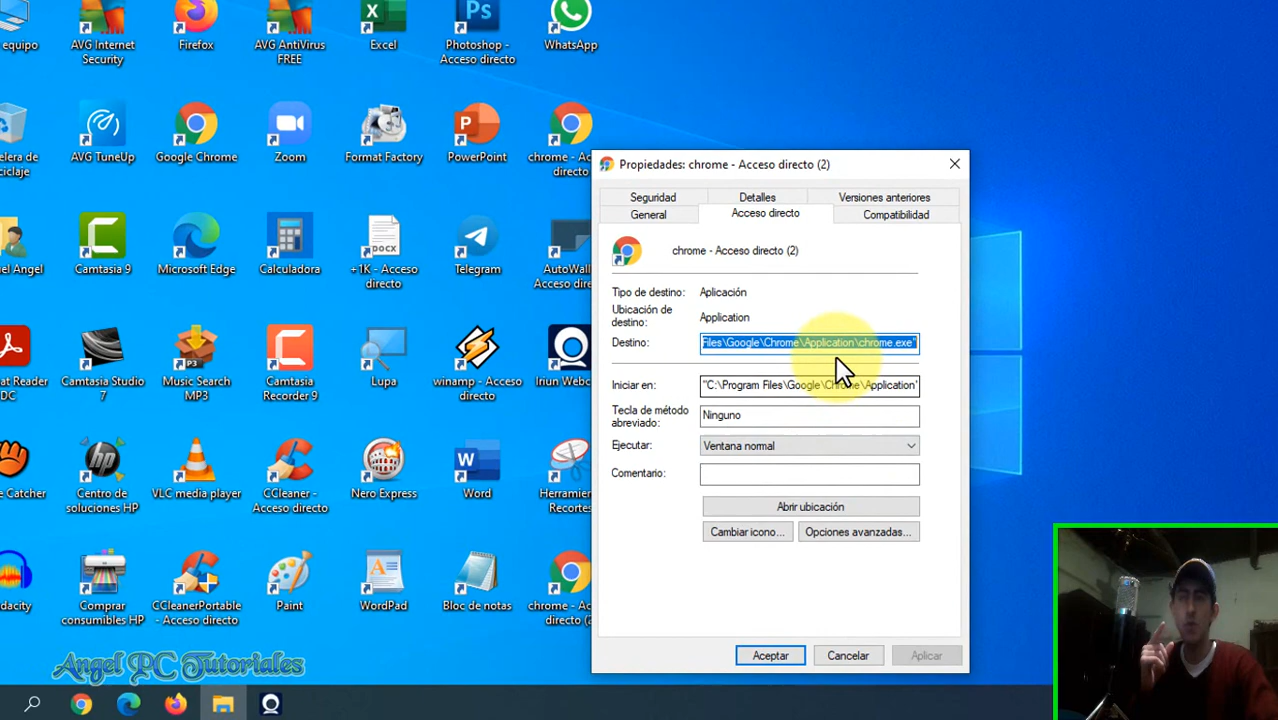 equipo
AVG Internet
Security
Firefox
AVG AntiVirus
FREE
Excel
Photoshop -
Acceso directo
WhatsApp
elera de
ciclaje
AVG TuneUp
Google Chrome
Zoom
Format Factory
PowerPoint
chrome - Ac
directo
el Angel
Camtasia 9
Microsoft Edge
Calculadora
+1K - Acceso
directo
Telegram
AutoWall
Acceso dire
at Reader
DC
Camtasia Studio
7
Music Search
MP3
Camtasia
Recorder 9
Lupa
winamp - Acceso
directo
Iriun Webc
e Catcher
Centro de
soluciones HP
VLC media player
CCleaner -
Acceso directo
Nero Express
Word
Herramien
Recortes
dacity
Comprar
consumibles HP
CCleanerPortable
- Acceso directo
Paint
WordPad
Bloc de notas
chrome - Ac
directo (2
Propiedades: chrome - Acceso directo (2)
Seguridad
Detalles
Versiones anteriores
General
Acceso directo
Compatibilidad
chrome - Acceso directo (2)
Tipo de destino: Aplicación
Ubicación de
destino: Application
Destino: Files\Google\Chrome\Application\chrome.exe"
Iniciar en: "C:\Program Files\Google\Chrome\Application"
Tecla de método
abreviado: Ninguno
Ejecutar: Ventana normal
Comentario:
Abrir ubicación
Cambiar icono...
Opciones avanzadas...
Aceptar
Cancelar
Aplicar
Angel PC Tutoriales